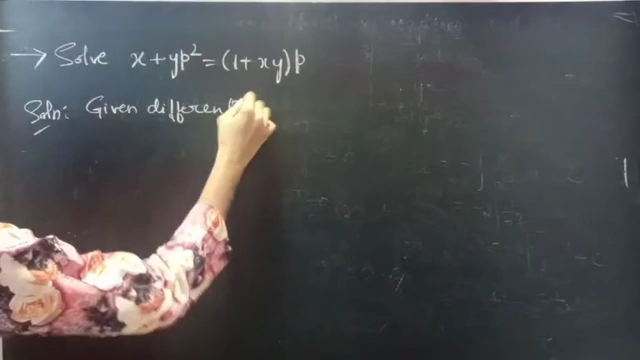 → Solve x + yp² = (1 + xy)p
Soln: Given differen